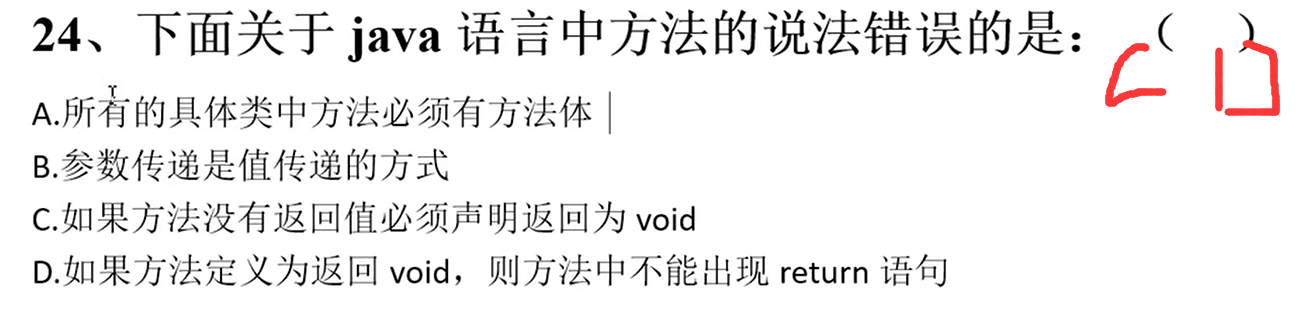 24、下面关于 java 语言中方法的说法错误的是：（ ）
A.所有的具体类中方法必须有方法体
B.参数传递是值传递的方式
C.如果方法没有返回值必须声明返回为 void
D.如果方法定义为返回 void，则方法中不能出现 return 语句